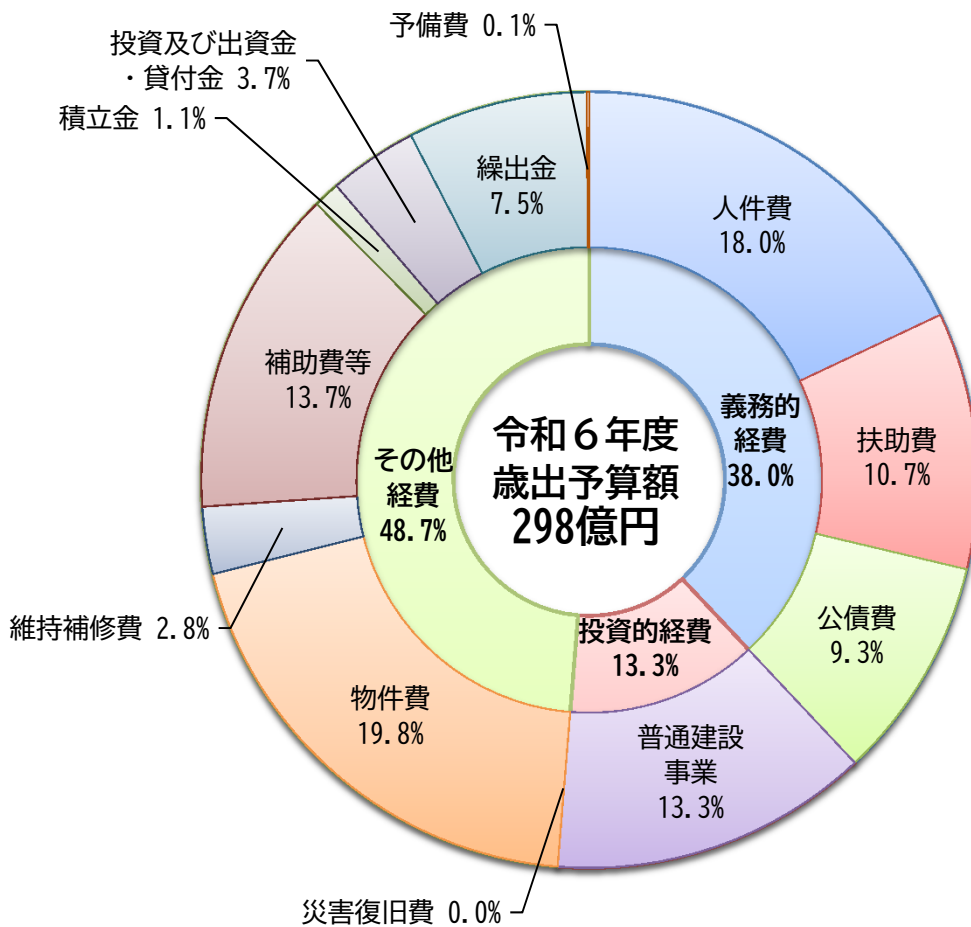 予備費 0.1%
投資及び出資金
・貸付金 3.7%
積立金 1.1%
繰出金
7.5%
人件費
18.0%
補助費等
13.7%
義務的
経費
38.0%
扶助費
10.7%
令和６年度
歳出予算額
298億円
その他
経費
48.7%
公債費
9.3%
維持補修費 2.8%
投資的経費
13.3%
物件費
19.8%
普通建設
事業
13.3%
災害復旧費 0.0%